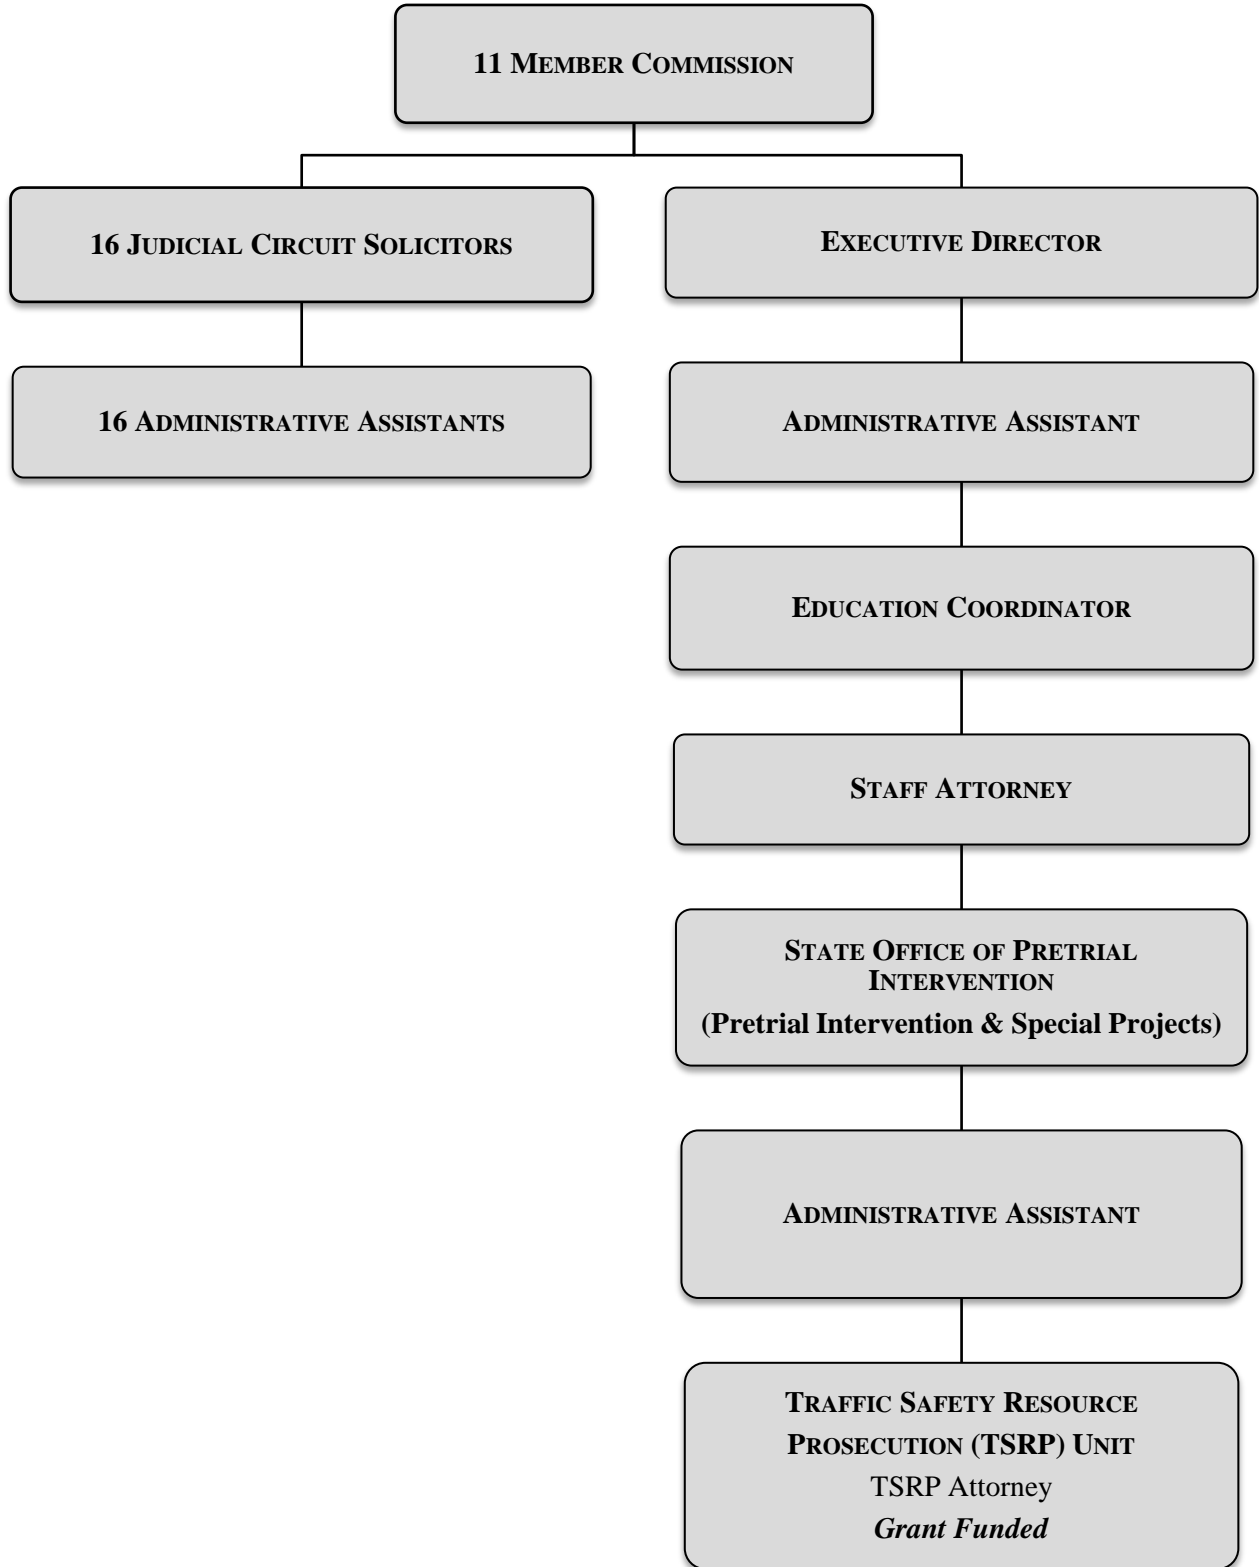 11 MEMBER COMMISSION
16 JUDICIAL CIRCUIT SOLICITORS
EXECUTIVE DIRECTOR
16 ADMINISTRATIVE ASSISTANTS
ADMINISTRATIVE ASSISTANT
EDUCATION COORDINATOR
STAFF ATTORNEY
STATE OFFICE OF PRETRIAL
INTERVENTION
(Pretrial Intervention & Special Projects)
ADMINISTRATIVE ASSISTANT
TRAFFIC SAFETY RESOURCE
PROSECUTION (TSRP) UNIT
TSRP Attorney
Grant Funded